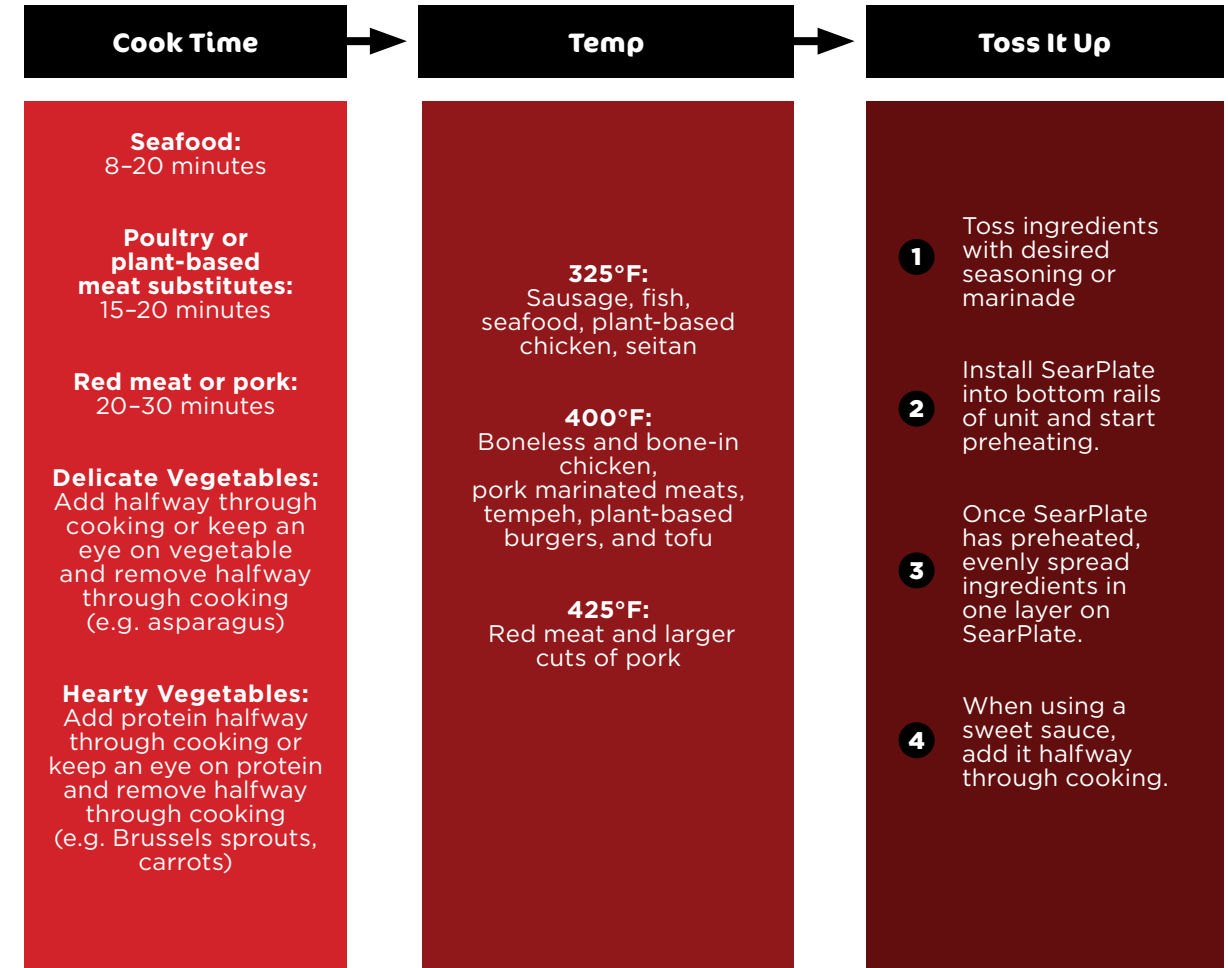 Cook Time
Temp
Toss It Up
Seafood:
8–20 minutes
Poultry or
plant-based
meat substitutes:
15–20 minutes
Red meat or pork:
20–30 minutes
Delicate Vegetables:
Add halfway through
cooking or keep an
eye on vegetable
and remove halfway
through cooking
(e.g. asparagus)
Hearty Vegetables:
Add protein halfway
through cooking or
keep an eye on protein
and remove halfway
through cooking
(e.g. Brussels sprouts,
carrots)
325°F:
Sausage, fish,
seafood, plant-based
chicken, seitan
400°F:
Boneless and bone-in
chicken,
pork marinated meats,
tempeh, plant-based
burgers, and tofu
425°F:
Red meat and larger
cuts of pork
1
Toss ingredients
with desired
seasoning or
marinade
2
Install SearPlate
into bottom rails
of unit and start
preheating.
3
Once SearPlate
has preheated,
evenly spread
ingredients in
one layer on
SearPlate.
4
When using a
sweet sauce,
add it halfway
through cooking.